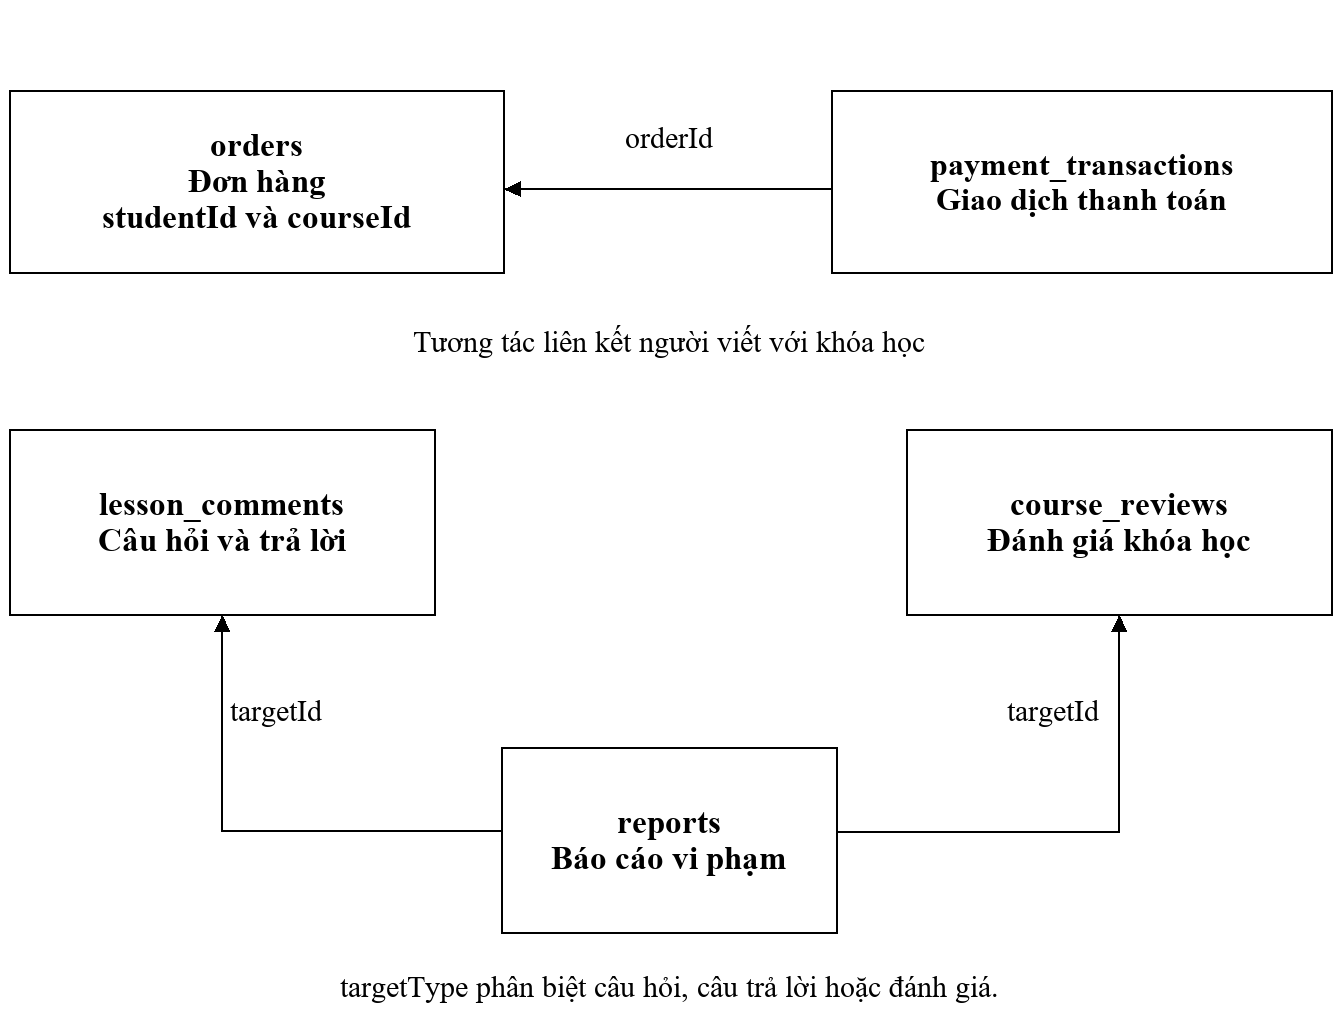 orders
Đơn hàng
studentId và courseId
orderId
payment_transactions
Giao dịch thanh toán
Tương tác liên kết người viết với khóa học
lesson_comments
Câu hỏi và trả lời
course_reviews
Đánh giá khóa học
targetId
targetId
reports
Báo cáo vi phạm
targetType phân biệt câu hỏi, câu trả lời hoặc đánh giá.